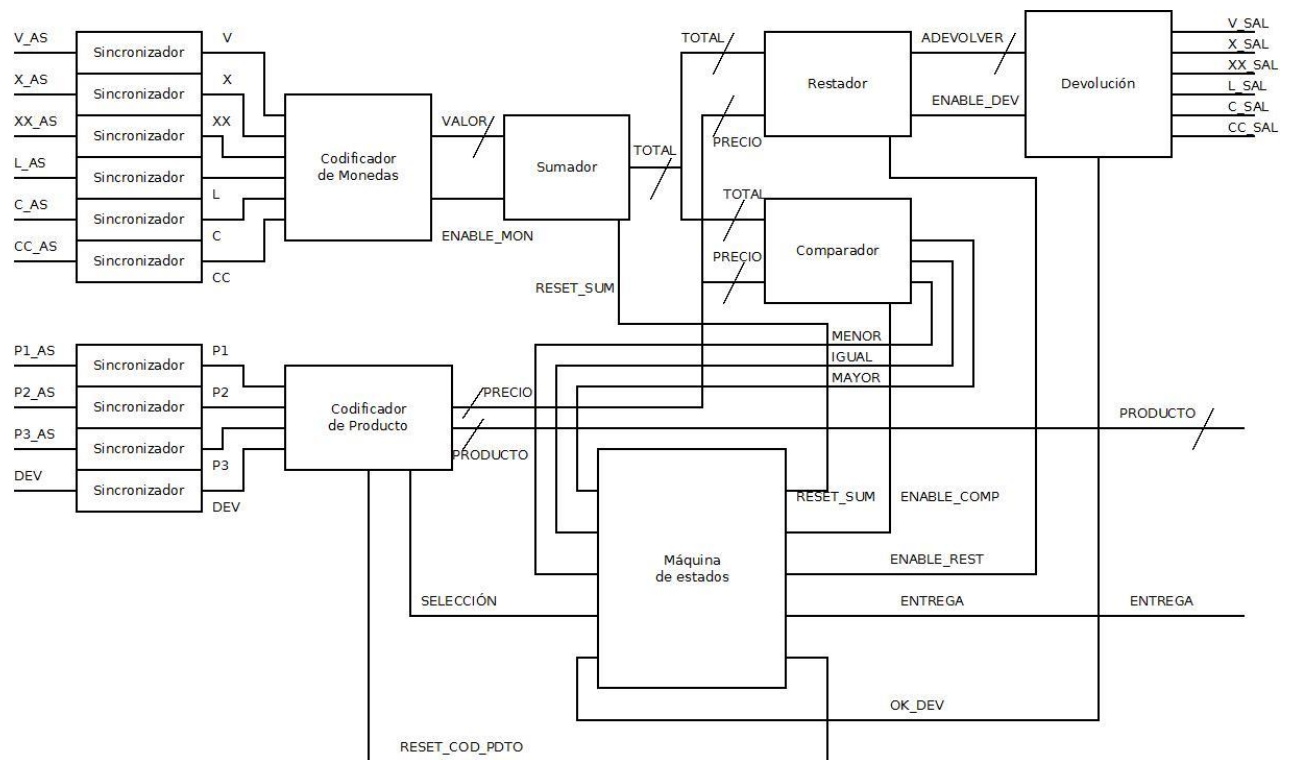 V_AS
Sincronizador
V
X_AS
Sincronizador
X
XX_AS
Sincronizador
XX
L_AS
Sincronizador
L
C_AS
Sincronizador
C
CC_AS
Sincronizador
CC
Codificador
de Monedas
VALOR
ENABLE_MON
Sumador
TOTAL
RESET_SUM
TOTAL
PRECIO
Restador
ADEVOLVER
ENABLE_DEV
Devolución
V_SAL
X_SAL
XX_SAL
L_SAL
C_SAL
CC_SAL
TOTAL
PRECIO
Comparador
MENOR
IGUAL
MAYOR
P1_AS
Sincronizador
P1
P2_AS
Sincronizador
P2
P3_AS
Sincronizador
P3
DEV
Sincronizador
DEV
Codificador
de Producto
PRECIO
PRODUCTO
PRODUCTO
Máquina
de estados
RESET_SUM
ENABLE_COMP
ENABLE_REST
SELECCIÓN
ENTREGA
ENTREGA
OK_DEV
RESET_COD_PDTO